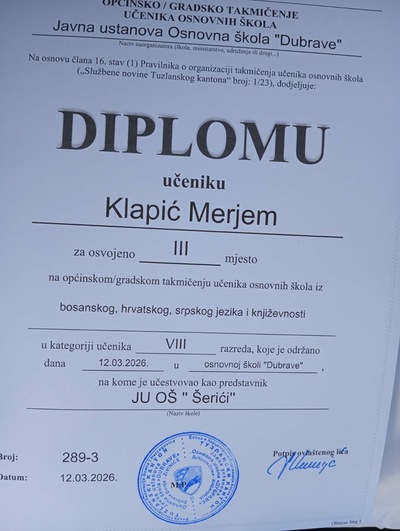 OPĆINSKO / GRADSKO TAKMIČENJE
UČENIKA OSNOVNIH ŠKOLA
Javna ustanova Osnovna škola "Dubrave"
Naziv organizatora (škola, ministarstvo, udruženje ili drugi...)
Na osnovu člana 16. stav (1) Pravilnika o organizaciji takmičenja učenika osnovnih škola
(„Službene novine Tuzlanskog kantona“ broj: 1/23), dodjeljuje:
DIPLOMU
učeniku
Klapić Merjem
za osvojeno III mjesto
na općinskom/gradskom takmičenju učenika osnovnih škola iz
bosanskog, hrvatskog, srpskog jezika i književnosti
u kategoriji učenika VIII razreda, koje je održano
dana 12.03.2026. u osnovnoj školi "Dubrave" ,
na kome je učestvovao kao predstavnik
JU OŠ " Šerići"
(Naziv škole)
Broj: 289-3
Datum: 12.03.2026.
M.P.
Potpis ovlaštenog lica